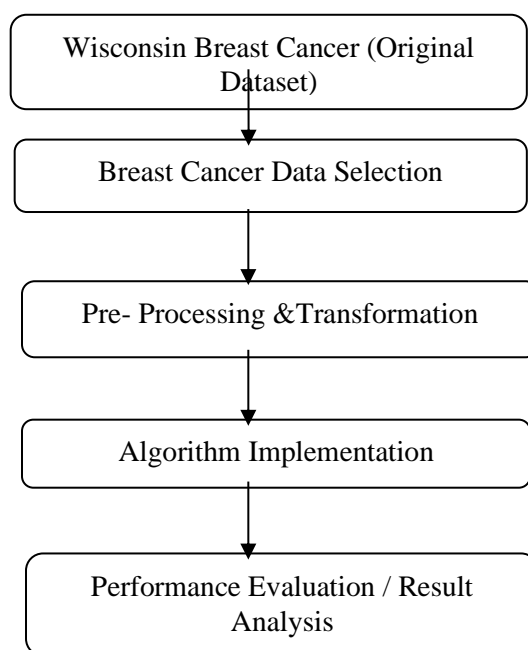 Wisconsin Breast Cancer (Original
Dataset)
Breast Cancer Data Selection
Pre- Processing &Transformation
Algorithm Implementation
Performance Evaluation / Result
Analysis